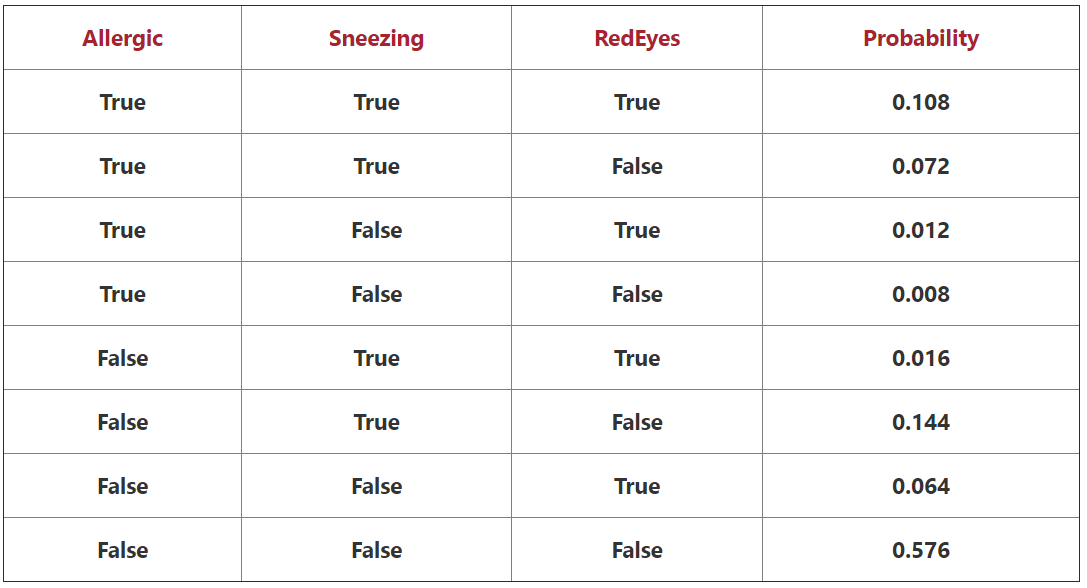 Allergic Sneezing RedEyes Probability
True True True 0.108
True True False 0.072
True False True 0.012
True False False 0.008
False True True 0.016
False True False 0.144
False False True 0.064
False False False 0.576